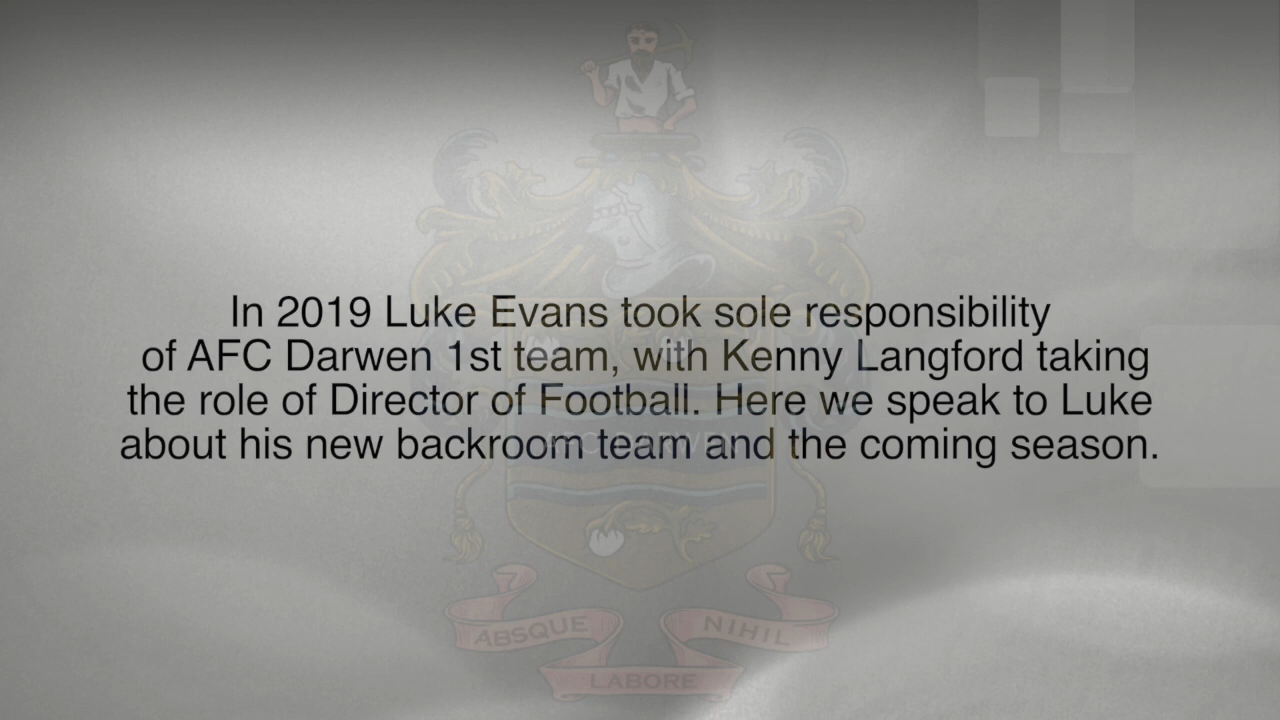 In 2019 Luke Evans took sole responsibility
of AFC Darwen 1st team, with Kenny Langford taking
the role of Director of Football. Here we speak to Luke
about his new backroom team and the coming season.
AFC DARWEN
ABSQUE NIHIL
LABORE